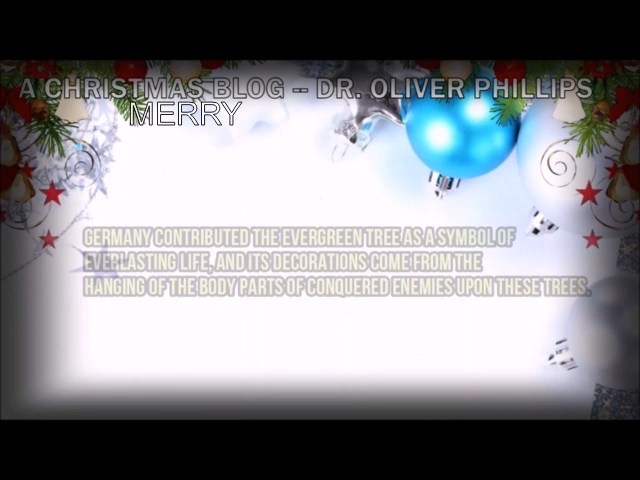 A CHRISTMAS BLOG -- DR. OLIVER PHILLIPS
MERRY
GERMANY CONTRIBUTED THE EVERGREEN TREE AS A SYMBOL OF
EVERLASTING LIFE, AND ITS DECORATIONS COME FROM THE
HANGING OF THE BODY PARTS OF CONQUERED ENEMIES UPON THESE TREES.